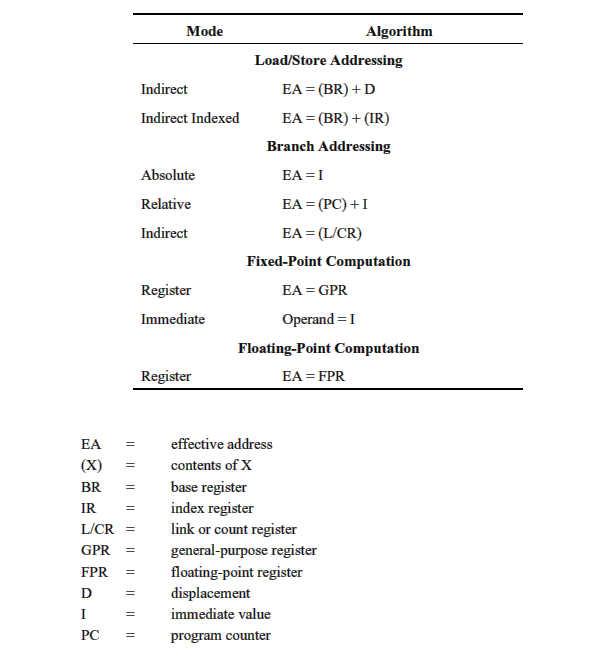 Mode Algorithm
Load/Store Addressing
Indirect EA = (BR) + D
Indirect Indexed EA = (BR) + (IR)
Branch Addressing
Absolute EA = I
Relative EA = (PC) + I
Indirect EA = (L/CR)
Fixed-Point Computation
Register EA = GPR
Immediate Operand = I
Floating-Point Computation
Register EA = FPR
EA = effective address
(X) = contents of X
BR = base register
IR = index register
L/CR = link or count register
GPR = general-purpose register
FPR = floating-point register
D = displacement
I = immediate value
PC = program counter